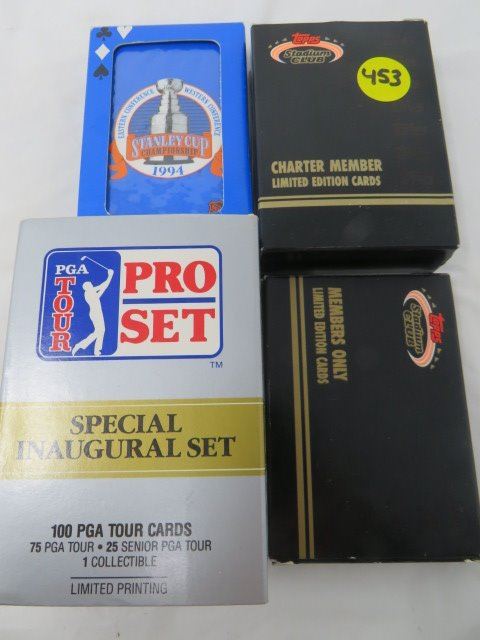 EASTERN CONFERENCE WESTERN CONFERENCE
STANLEY CUP
CHAMPIONSHIP
1994
Topps
Stadium
CLUB
453
CHARTER MEMBER
LIMITED EDITION CARDS
PGA
TOUR
PRO
SET
TM
SPECIAL
INAUGURAL SET
100 PGA TOUR CARDS
75 PGA TOUR • 25 SENIOR PGA TOUR
1 COLLECTIBLE
LIMITED PRINTING
Topps
Stadium
CLUB
MEMBERS ONLY
LIMITED EDITION CARDS